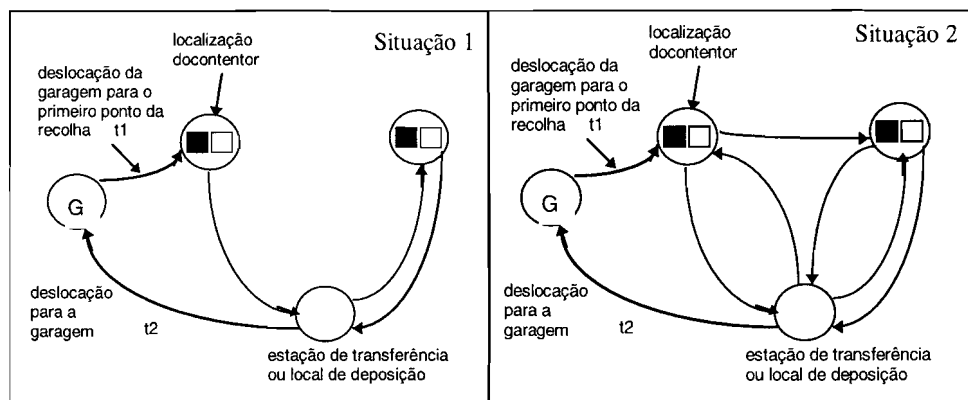 Situação 1
localização
docontentor
deslocação da
garagem para o
primeiro ponto da
recolha t1
G
deslocação
para a
garagem t2
estação de transferência
ou local de deposição
Situação 2
localização
docontentor
deslocação da
garagem para o
primeiro ponto da
recolha t1
G
deslocação
para a
garagem t2
estação de transferência
ou local de deposição